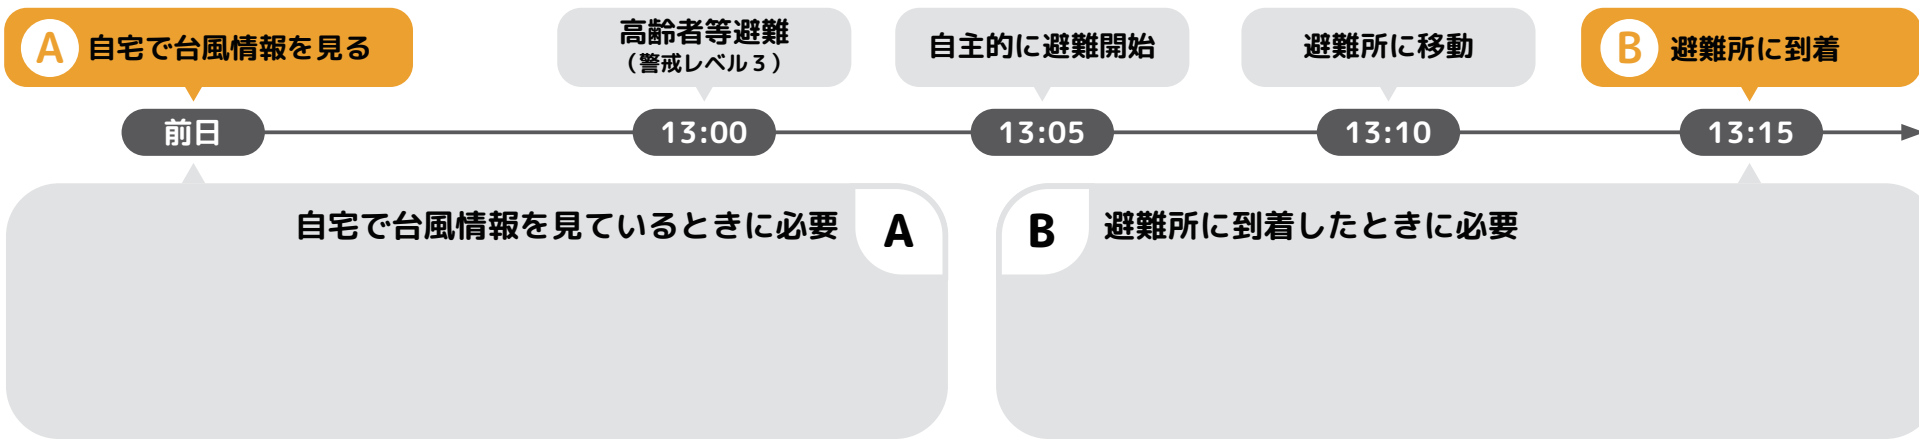 A 自宅で台風情報を見る
高齢者等避難
（警戒レベル３）
自主的に避難開始
避難所に移動
B 避難所に到着
前日
13:00
13:05
13:10
13:15
自宅で台風情報を見ているときに必要 A
B 避難所に到着したときに必要